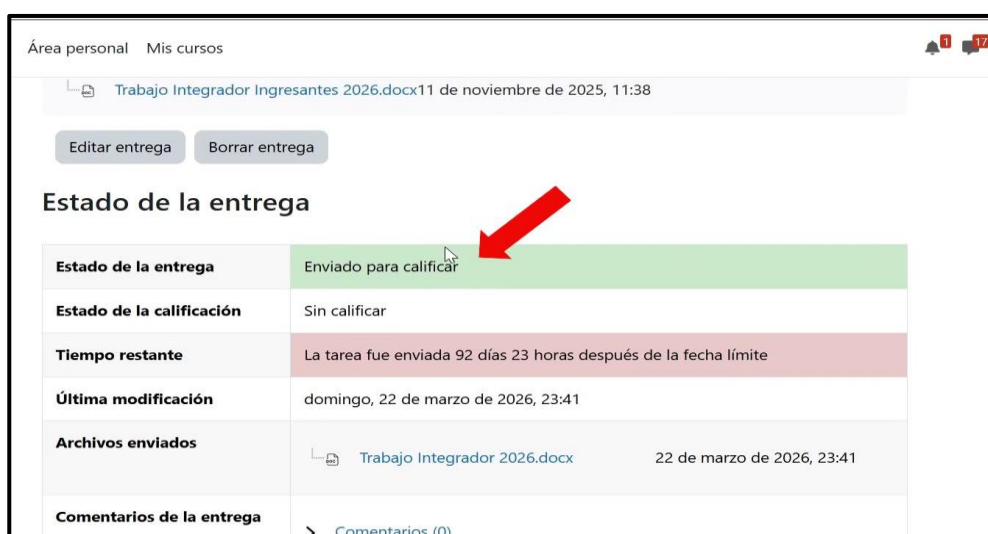 Área personal Mis cursos 1 17
Trabajo Integrador Ingresantes 2026.docx11 de noviembre de 2025, 11:38
Editar entrega Borrar entrega
Estado de la entrega
Estado de la entrega Enviado para calificar
Estado de la calificación Sin calificar
Tiempo restante La tarea fue enviada 92 días 23 horas después de la fecha límite
Última modificación domingo, 22 de marzo de 2026, 23:41
Archivos enviados
Trabajo Integrador 2026.docx 22 de marzo de 2026, 23:41
Comentarios de la entrega
Comentarios (0)